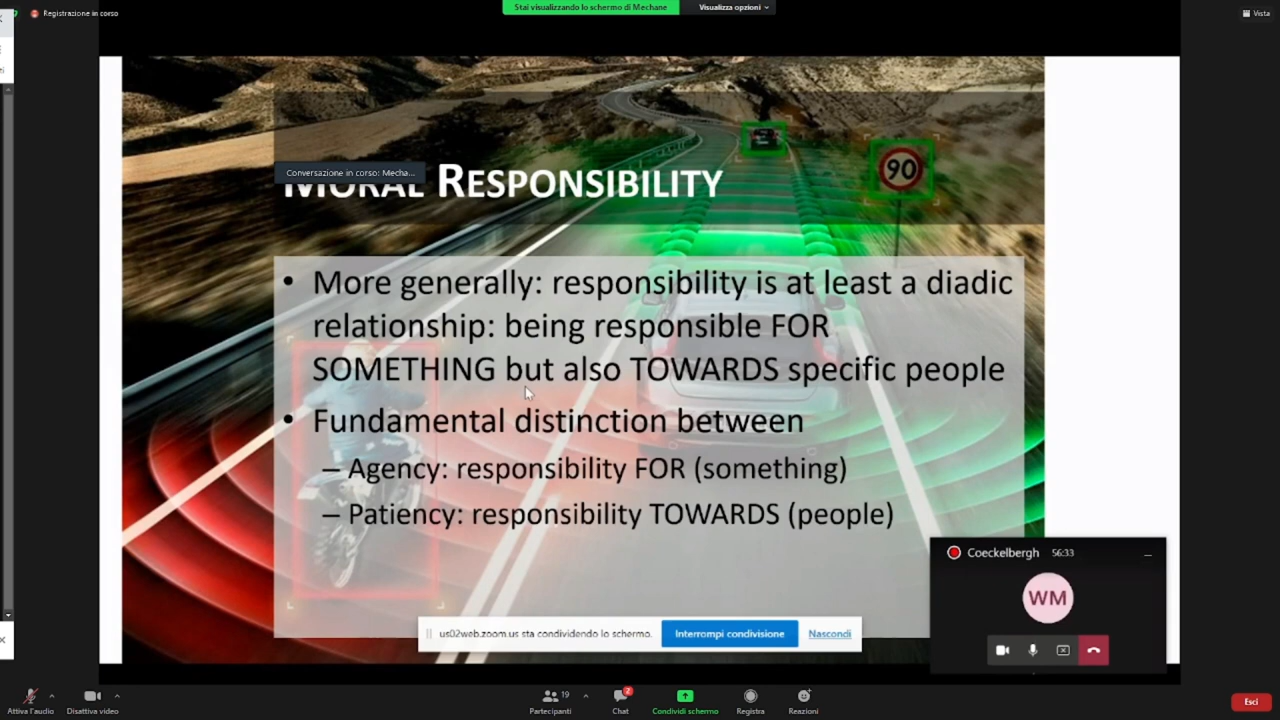 Registrazione in corso
Stai visualizzando lo schermo di Mechane
Visualizza opzioni
Vista
90
Conversazione in corso: Mecha...
MORAL RESPONSIBILITY
• More generally: responsibility is at least a diadic
relationship: being responsible FOR
SOMETHING but also TOWARDS specific people
• Fundamental distinction between
– Agency: responsibility FOR (something)
– Patiency: responsibility TOWARDS (people)
Coeckelbergh 56:33
WM
us02web.zoom.us sta condividendo lo schermo.
Interrompi condivisione
Nascondi
Attiva l'audio
Disattiva video
19
Partecipanti
2
Chat
Condividi schermo
Registra
Reazioni
Esci